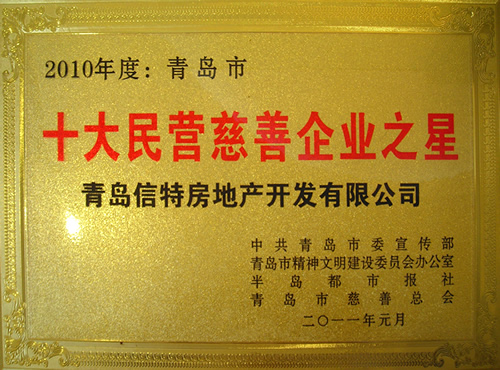 2010年度：青岛市
十大民营慈善企业之星
青岛信特房地产开发有限公司
中共青岛市委宣传部
青岛市精神文明建设委员会办公室
半岛都市报社
青岛市慈善总会
二〇一一年元月